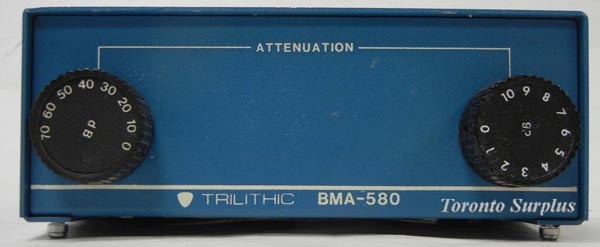 ATTENUATION
70 60 50 40 30 20 10 0
dB
10 9 8 7 6 5 4 3 2 1 0
dB
TRILITHIC BMA-580
Toronto Surplus